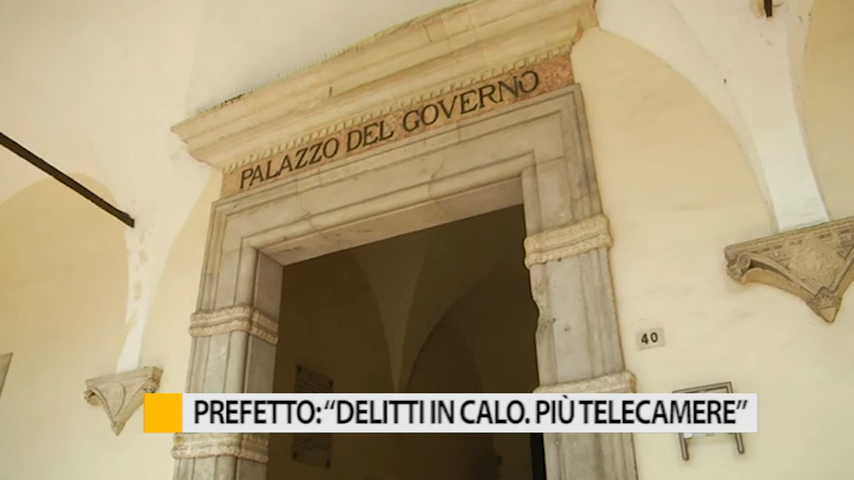 PALAZZO DEL GOVERNO
40
PREFETTO: “DELITTI IN CALO. PIÙ TELECAMERE”